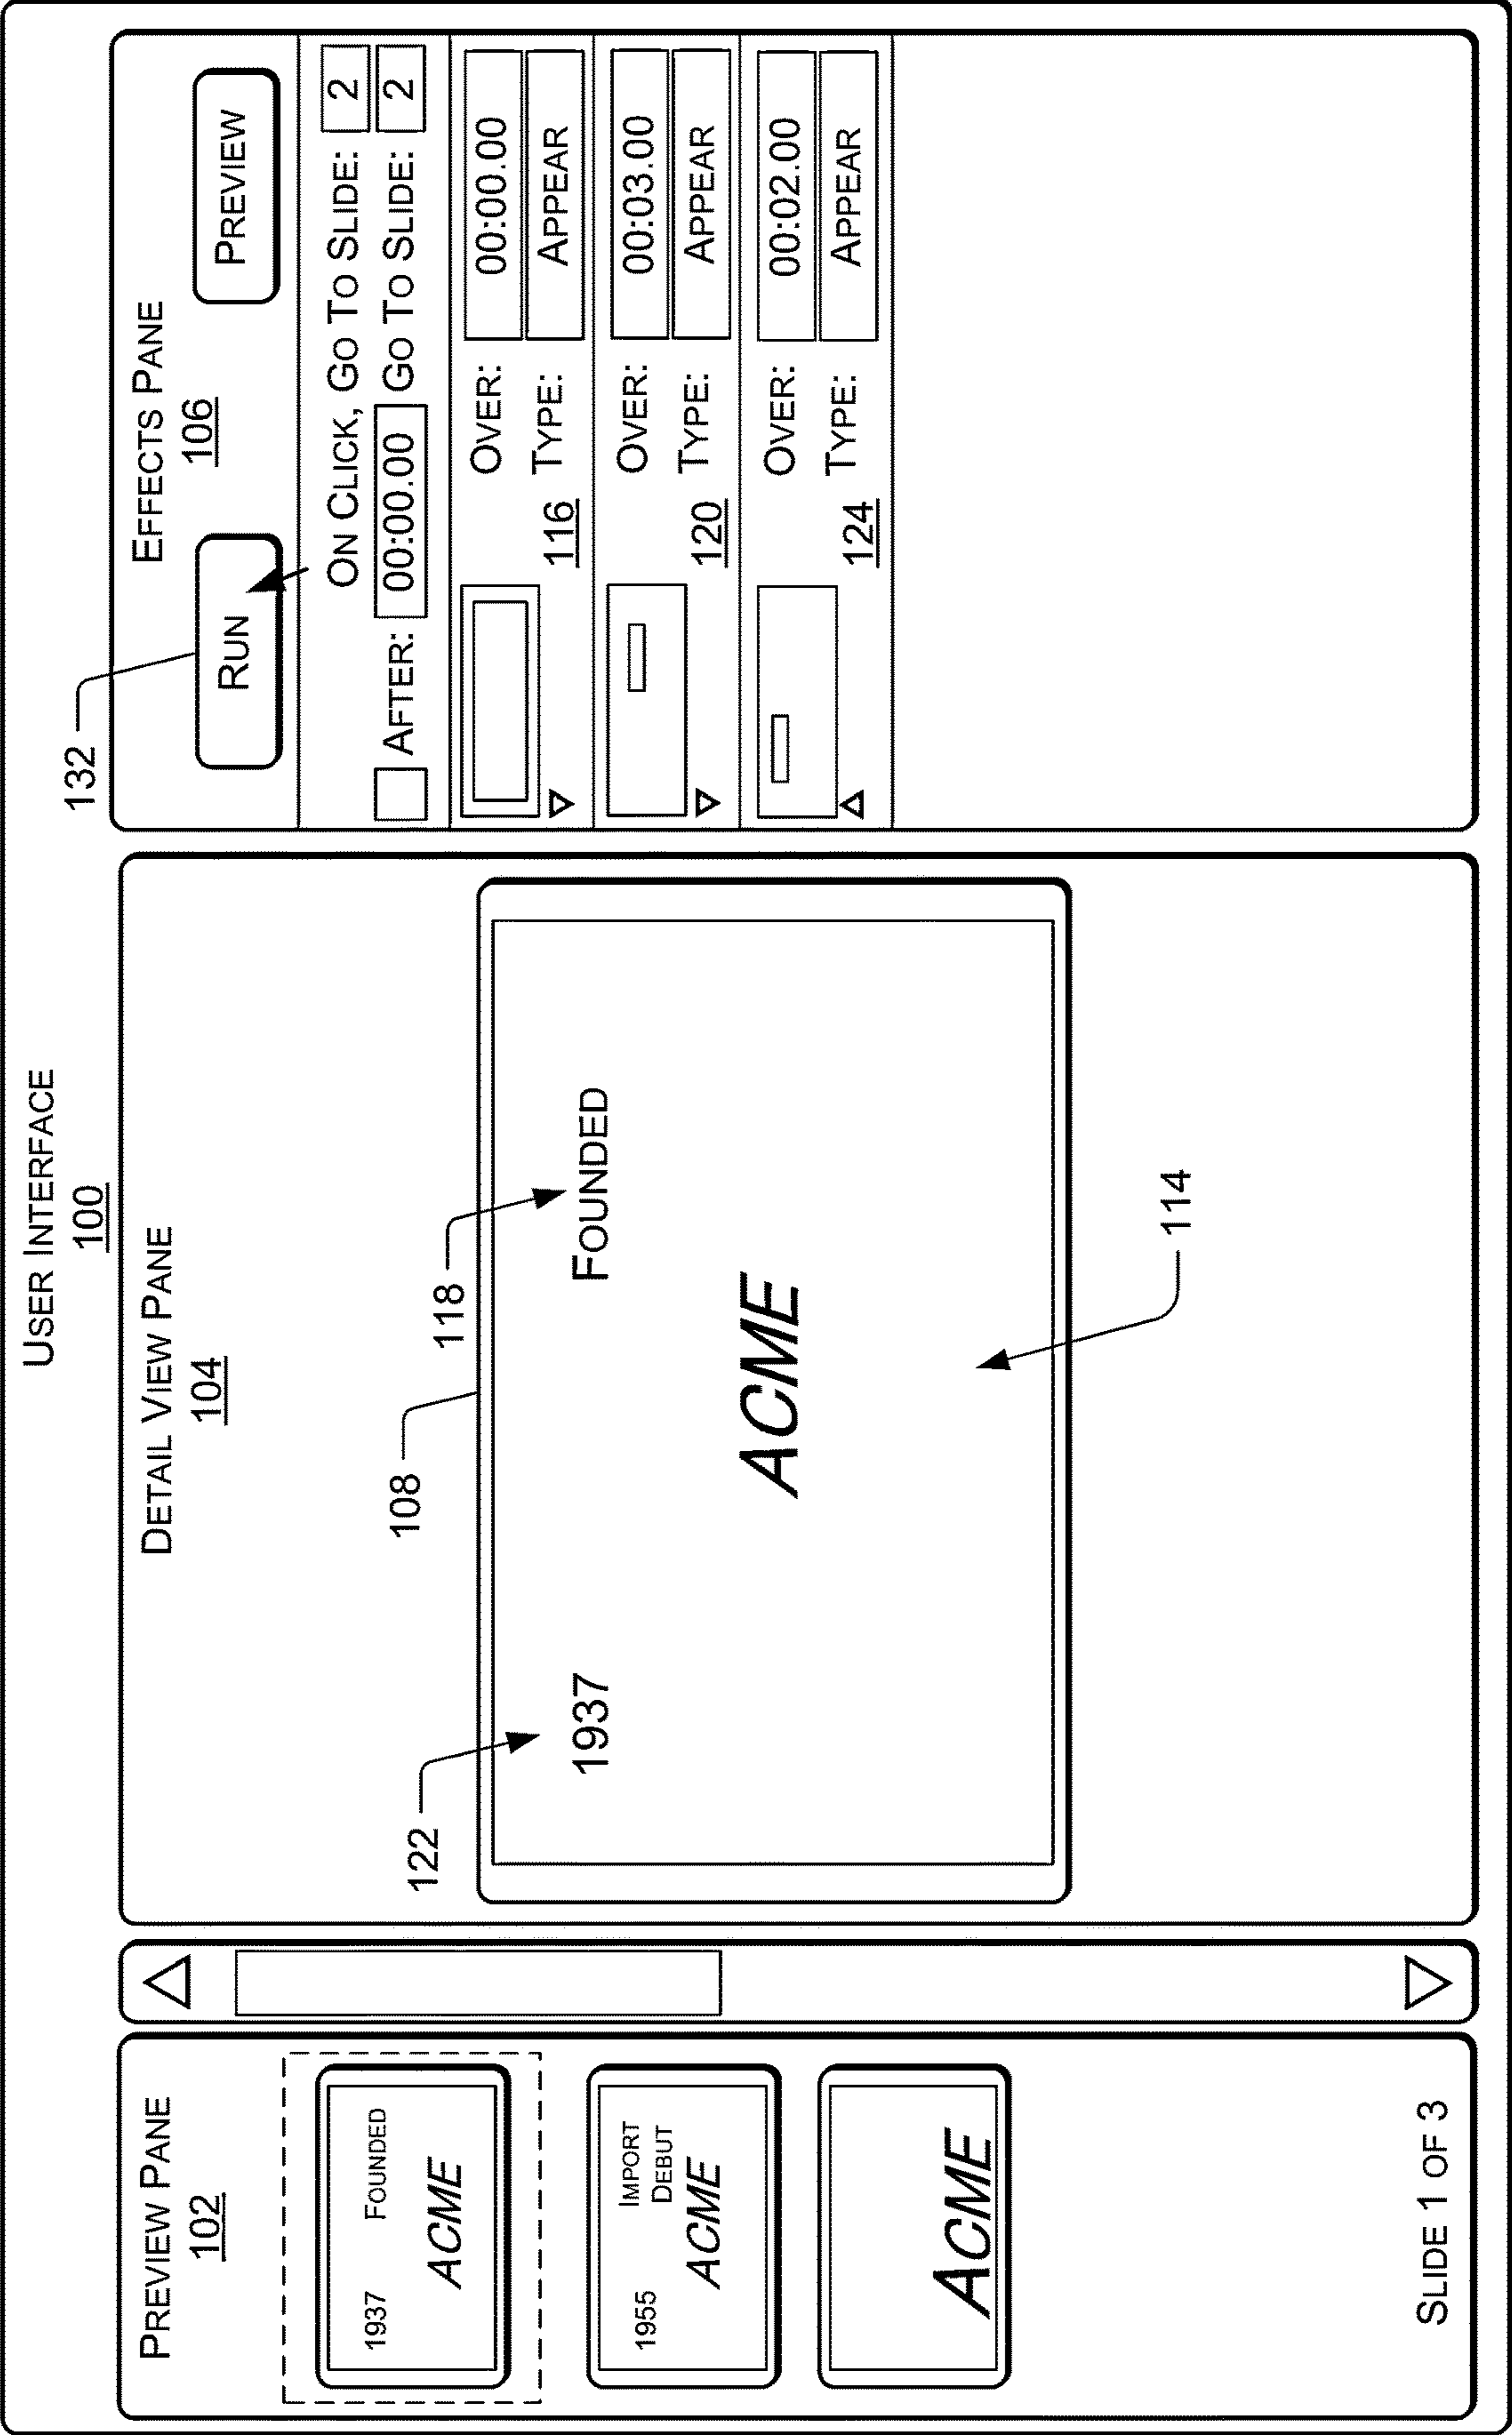 USER INTERFACE
100
PREVIEW PANE
102
1937 FOUNDED
ACME
1955 IMPORT
DEBUT
ACME
ACME
SLIDE 1 OF 3
DETAIL VIEW PANE
104
108
118
122
1937 FOUNDED
ACME
114
132
EFFECTS PANE
106
RUN PREVIEW
ON CLICK, GO TO SLIDE: 2
AFTER: 00:00.00 GO TO SLIDE: 2
OVER: 00:00.00
116 TYPE: APPEAR
OVER: 00:03.00
120 TYPE: APPEAR
OVER: 00:02.00
124 TYPE: APPEAR